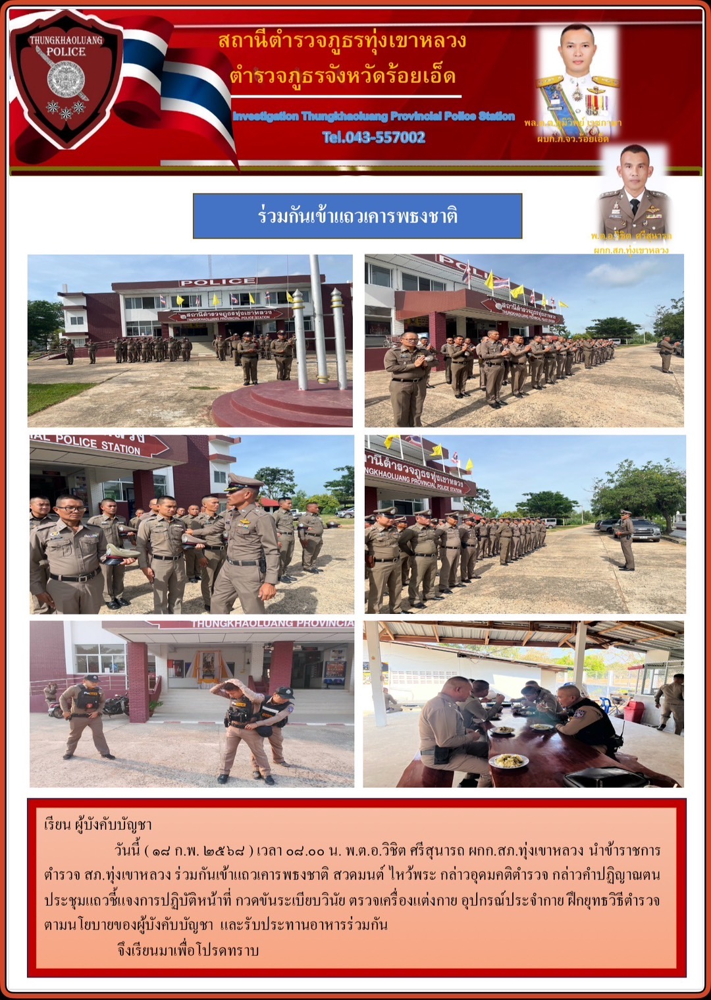 THUNGKHAOLUANG
POLICE
สถานีตำรวจภูธรทุ่งเขาหลวง
ตำรวจภูธรจังหวัดร้อยเอ็ด
Investigation Thungkhaoluang Provincial Police Station
Tel.043-557002
ผบก.ภ.จว.ร้อยเอ็ด
พ.ต.อ.วิชิต ศรีสุนารถ
ผกก.สภ.ทุ่งเขาหลวง
ร่วมกันเข้าแถวเคารพธงชาติ
POLICE
สถานีตำรวจภูธรทุ่งเขาหลวง
THUNGKHAOLUANG PROVINCIAL POLICE STATION
POLI
สถานีตำรวจภูธรทุ่งเขาหลวง
THUNGKHAOLUANG PROVINCIAL POLICE STATION
POLICE STATION
านีตำรวจภูธรทุ่งเขาหลวง
NGKHAOLUANG PROVINCIAL POLICE STATION
THUNGKHAOLUANG PROVINCIA
เรียน ผู้บังคับบัญชา
วันนี้ ( ๑๘ ก.พ. ๒๕๖๘ ) เวลา ๐๘.๐๐ น. พ.ต.อ.วิชิต ศรีสุนารถ ผกก.สภ.ทุ่งเขาหลวง นำข้าราชการ
ตำรวจ สภ.ทุ่งเขาหลวง ร่วมกันเข้าแถวเคารพธงชาติ สวดมนต์ ไหว้พระ กล่าวอุดมคติตำรวจ กล่าวคำปฏิญาณตน
ประชุมแถวชี้แจงการปฏิบัติหน้าที่ กวดขันระเบียบวินัย ตรวจเครื่องแต่งกาย อุปกรณ์ประจำกาย ฝึกยุทธวิธีตำรวจ
ตามนโยบายของผู้บังคับบัญชา และรับประทานอาหารร่วมกัน
จึงเรียนมาเพื่อโปรดทราบ